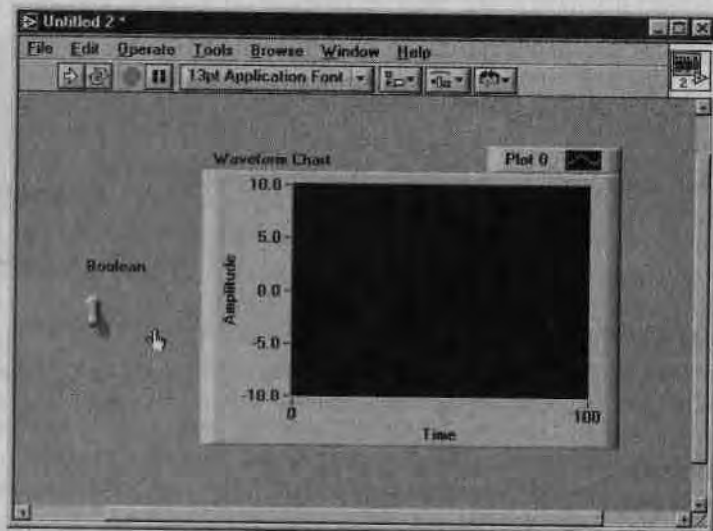 Untitled 2 *
File Edit Operate Tools Browse Window Help
13pt Application Font
2
Waveform Chart
Plot 0
10.0
5.0
0.0
-5.0
-10.0
Amplitude
0
100
Time
Boolean